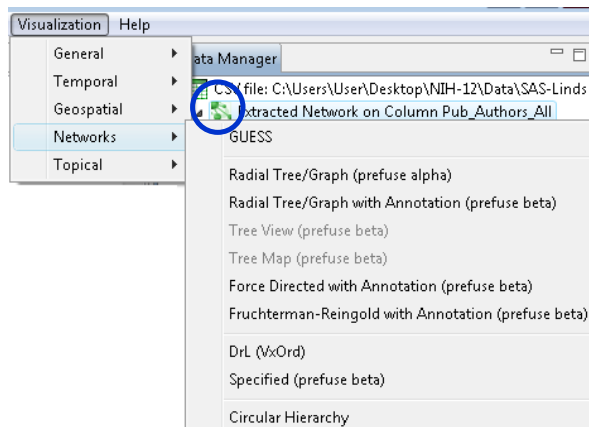 Visualization Help
General
Temporal
Geospatial
Networks
Topical
ata Manager
CSV file: C:\Users\User\Desktop\NIH-12\Data\SAS-Linds
Extracted Network on Column Pub_Authors_All
GUESS
Radial Tree/Graph (prefuse alpha)
Radial Tree/Graph with Annotation (prefuse beta)
Tree View (prefuse beta)
Tree Map (prefuse beta)
Force Directed with Annotation (prefuse beta)
Fruchterman-Reingold with Annotation (prefuse beta)
DrL (VxOrd)
Specified (prefuse beta)
Circular Hierarchy